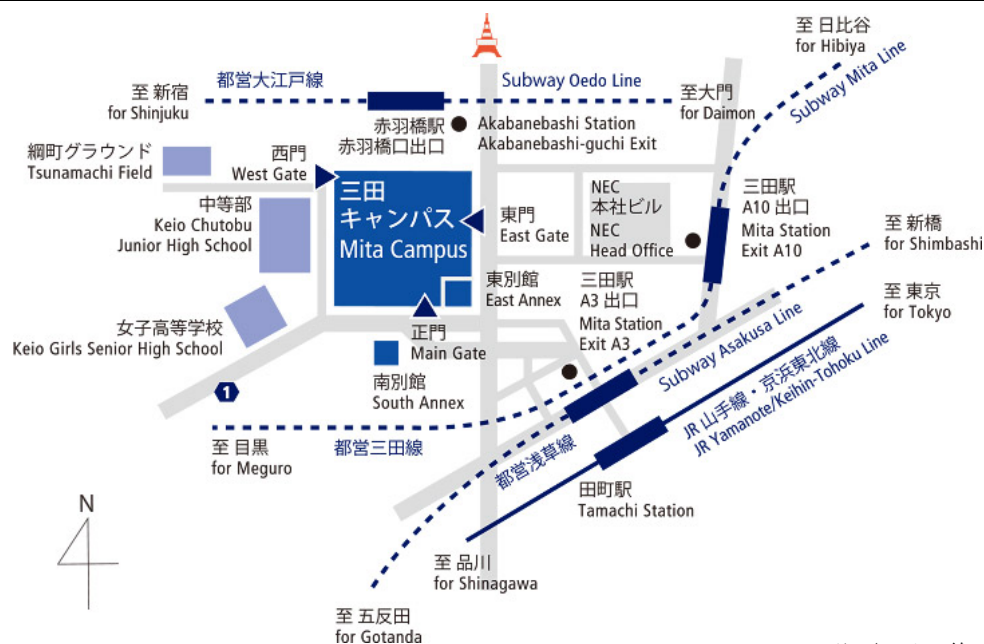 至 日比谷
for Hibiya
Subway Mita Line
都営大江戸線
Subway Oedo Line
至 新宿
for Shinjuku
至大門
for Daimon
赤羽橋駅
赤羽橋口出口
Akabanebashi Station
Akabanebashi-guchi Exit
綱町グラウンド
Tsunamachi Field
西門
West Gate
三田
キャンパス
Mita Campus
中等部
Keio Chutobu
Junior High School
東門
East Gate
NEC
本社ビル
NEC
Head Office
三田駅
A10 出口
Mita Station
Exit A10
至 新橋
for Shimbashi
東別館
East Annex
三田駅
A3 出口
Mita Station
Exit A3
至 東京
for Tokyo
女子高等学校
Keio Girls Senior High School
正門
Main Gate
南別館
South Annex
1
Subway Asakusa Line
JR 山手線・京浜東北線
JR Yamanote/Keihin-Tohoku Line
至 目黒
for Meguro
都営三田線
都営浅草線
田町駅
Tamachi Station
N
至 品川
for Shinagawa
至 五反田
for Gotanda